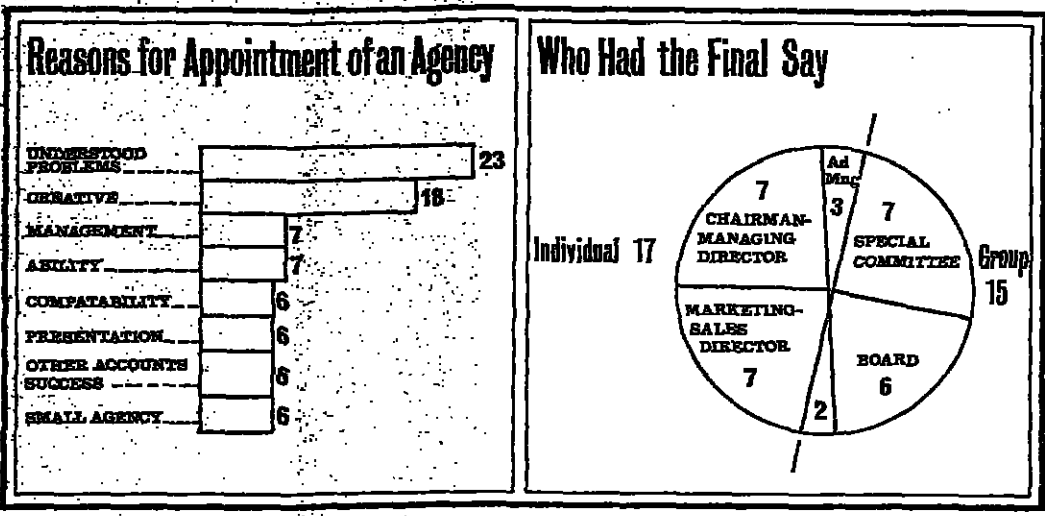 Reasons for Appointment of an Agency
UNDERSTOOD
PROBLEMS
23
CREATIVE
18
MANAGEMENT
7
ABILITY
7
COMPATABILITY
6
PRESENTATION
6
OTHER ACCOUNTS
SUCCESS
6
SMALL AGENCY
6
Who Had the Final Say
Individual 17
7
CHAIRMAN-
MANAGING
DIRECTOR
Ad
Mng
3
7
SPECIAL
COMMITTEE
Group
15
MARKETING-
SALES
DIRECTOR
7
2
BOARD
6